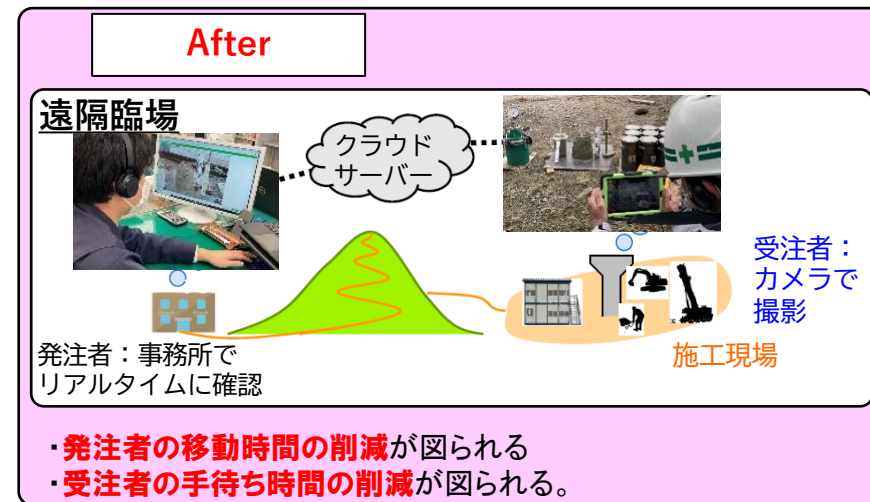 After
遠隔臨場
クラウド
サーバー
受注者：
カメラで
撮影
発注者：事務所で
リアルタイムに確認
施工現場
・発注者の移動時間の削減が図られる
・受注者の手待ち時間の削減が図られる。